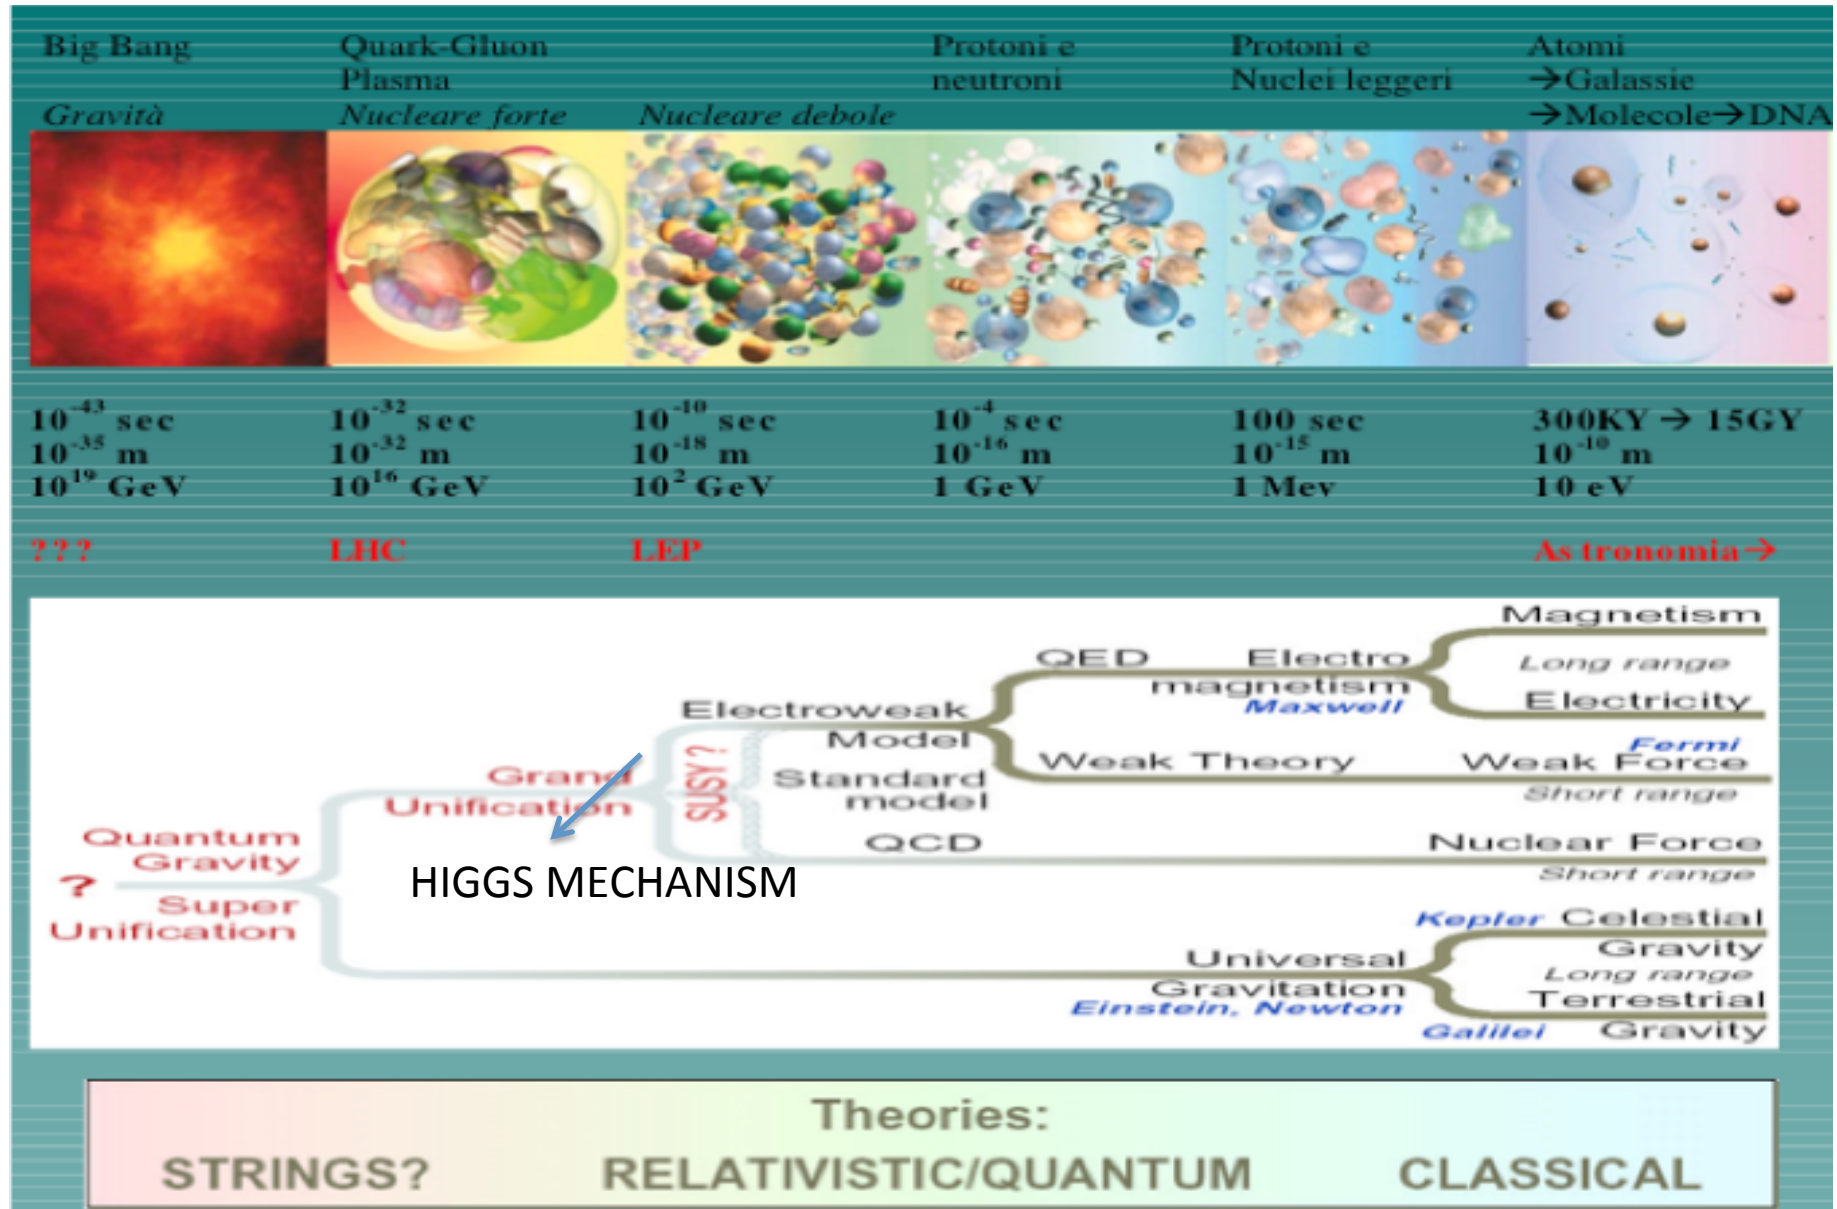 Big Bang
Quark-Gluon
Plasma
Protoni e
neutroni
Protoni e
Nuclei leggeri
Atomi
→Galassie
→Molecole→DNA
Gravità
Nucleare forte
Nucleare debole
10⁻⁴³ sec
10⁻³⁵ m
10¹⁹ GeV
10⁻³² sec
10⁻³² m
10¹⁶ GeV
10⁻¹⁰ sec
10⁻¹⁸ m
10² GeV
10⁻⁴ sec
10⁻¹⁶ m
1 GeV
100 sec
10⁻¹⁵ m
1 Mev
300KY → 15GY
10⁻¹⁰ m
10 eV
???
LHC
LEP
Astronomia→
Magnetism
Long range
Electricity
QED
Electro
magnetism
Maxwell
Electroweak
Model
Weak Theory
Fermi
Weak Force
Short range
Grand
Unification
SUSY ?
Standard
model
QCD
Nuclear Force
Short range
Quantum
Gravity
?
Super
Unification
HIGGS MECHANISM
Kepler Celestial
Gravity
Long range
Universal
Gravitation
Einstein, Newton
Terrestrial
Galilei Gravity
Theories:
STRINGS? RELATIVISTIC/QUANTUM CLASSICAL